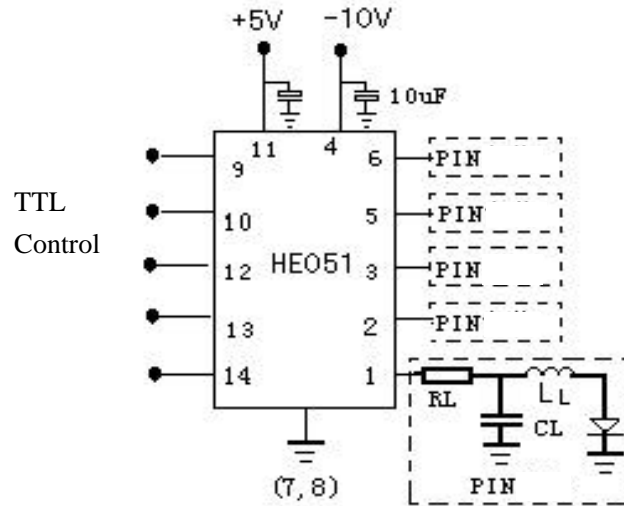 +5V -10V
10uF
11 4
9 6 PIN
TTL
Control
10 5 PIN
12 HE051 3 PIN
13 2 PIN
14 1
RL LL
CL
(7,8) PIN